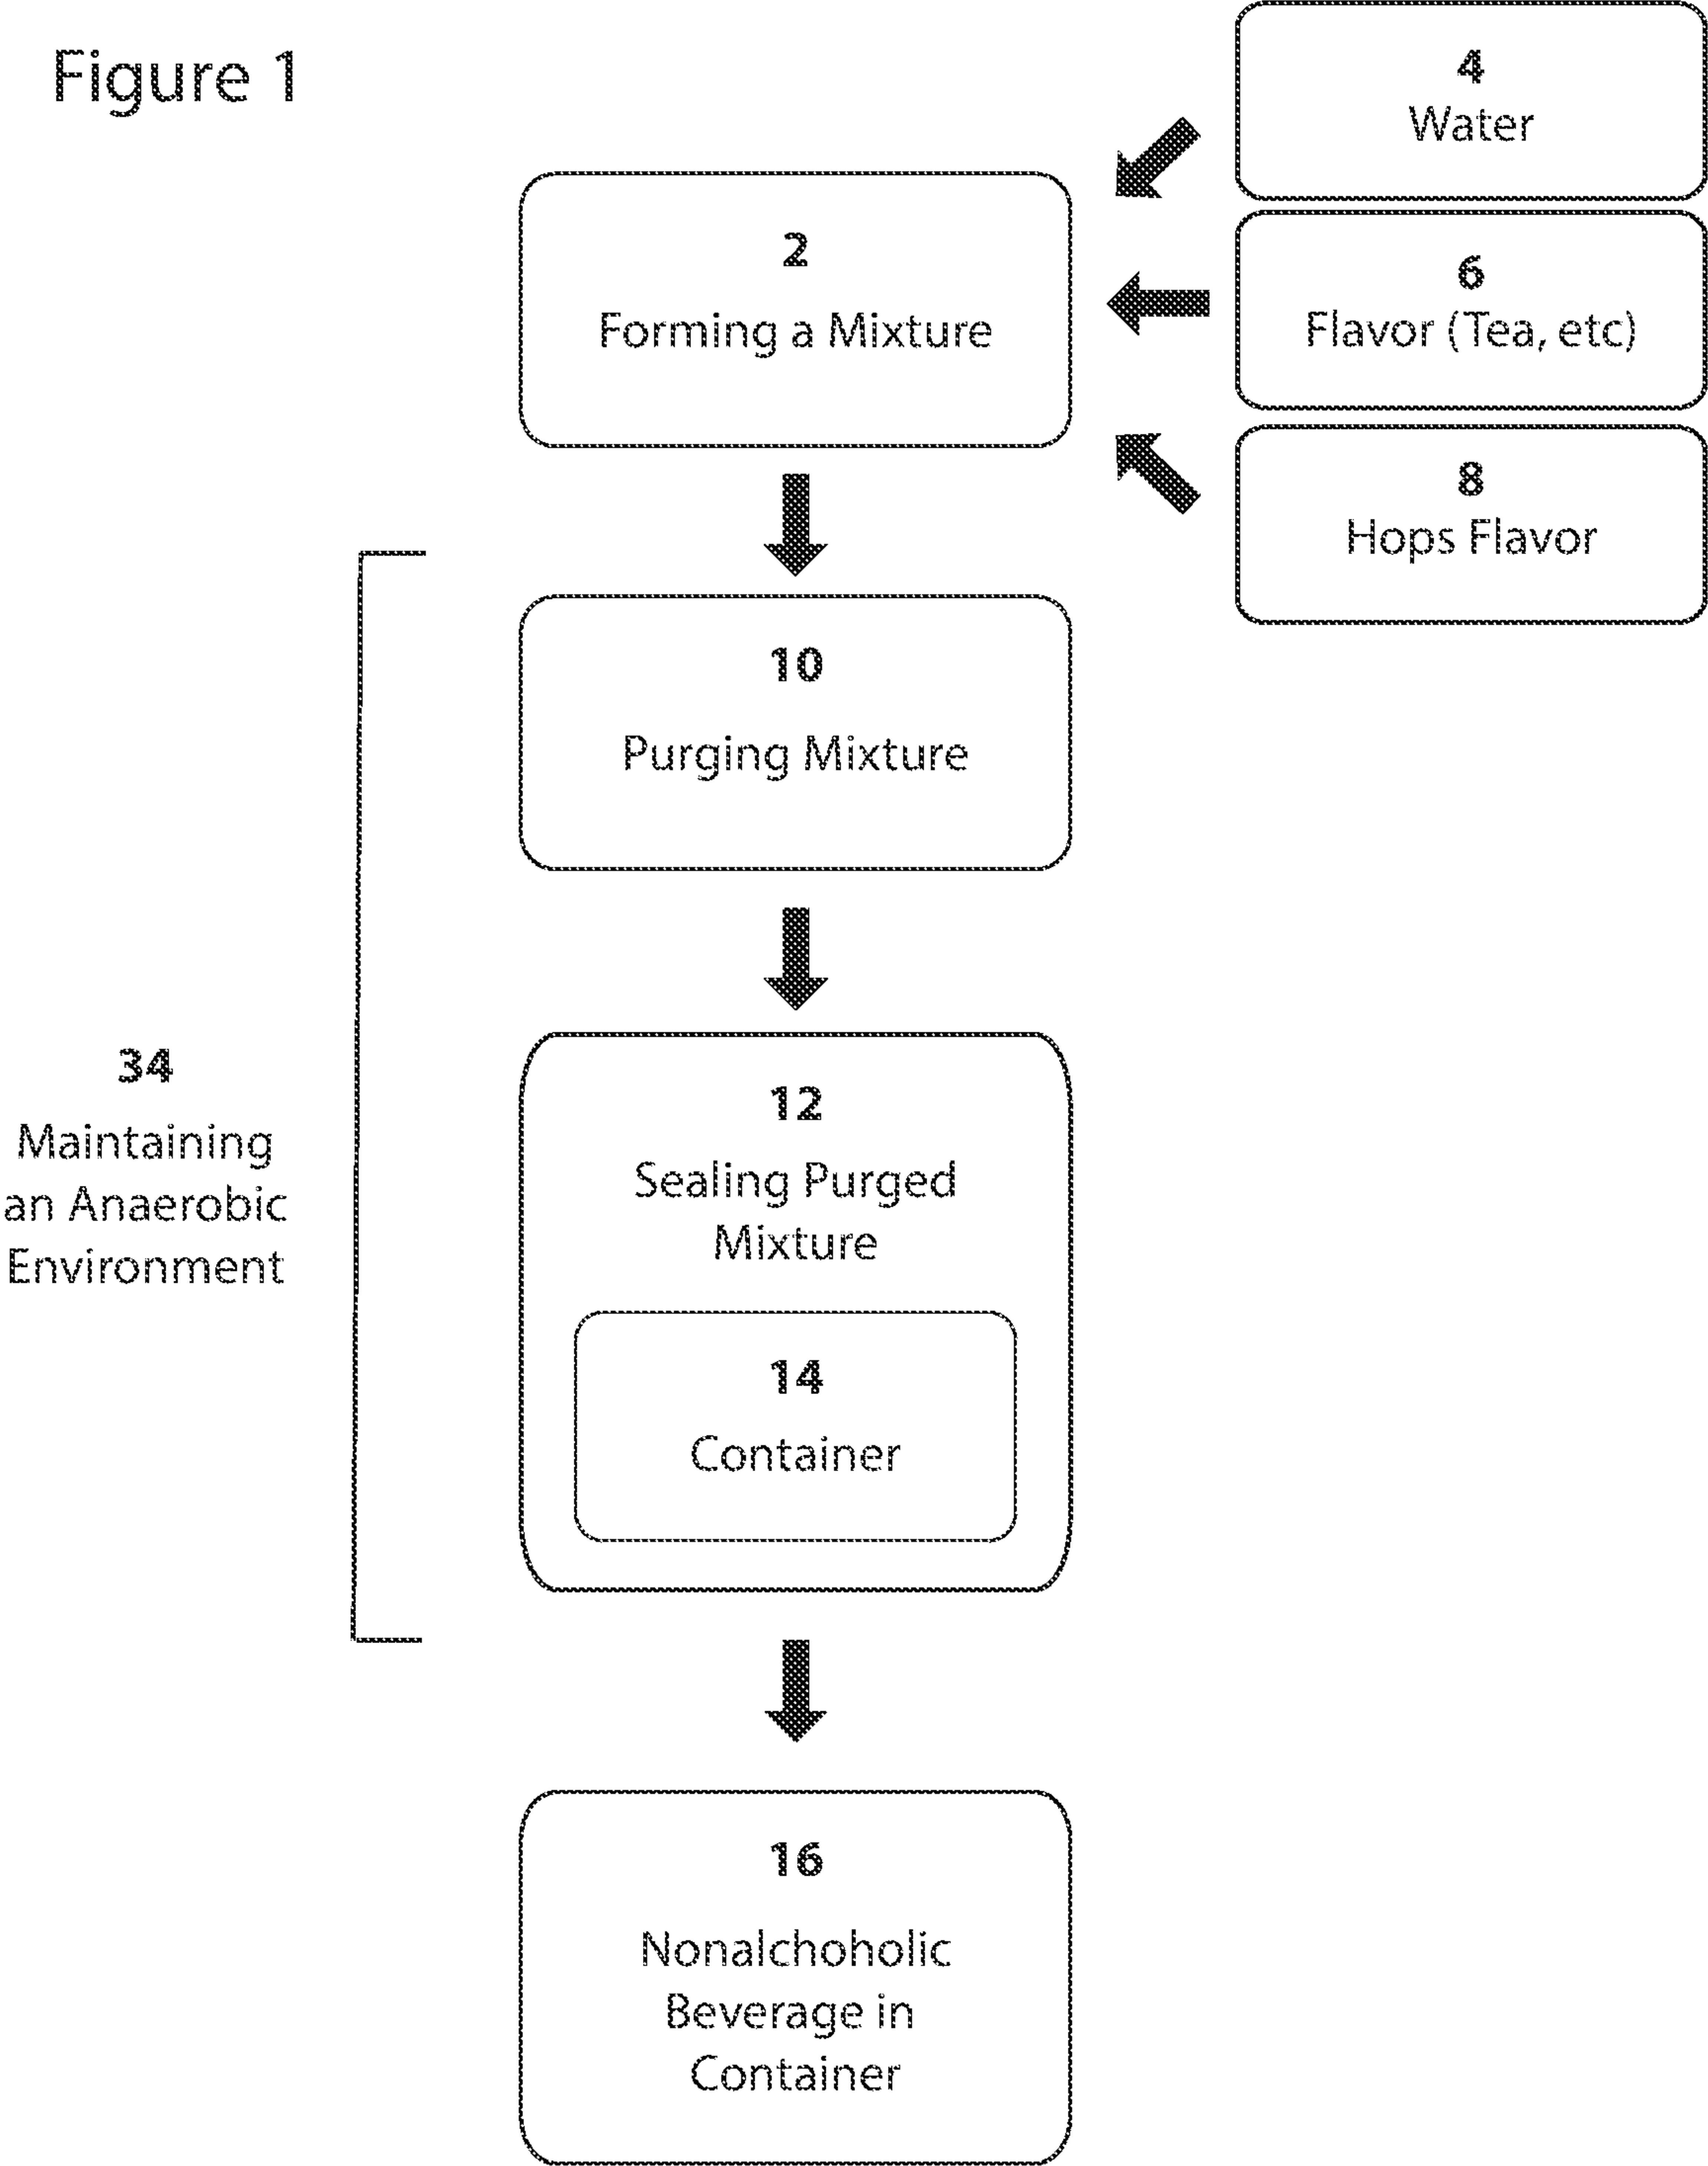 Figure 1
4
Water
2
Forming a Mixture
6
Flavor (Tea, etc)
8
Hops Flavor
10
Purging Mixture
34
Maintaining
an Anaerobic
Environment
12
Sealing Purged
Mixture
14
Container
16
Nonalchoholic
Beverage in
Container